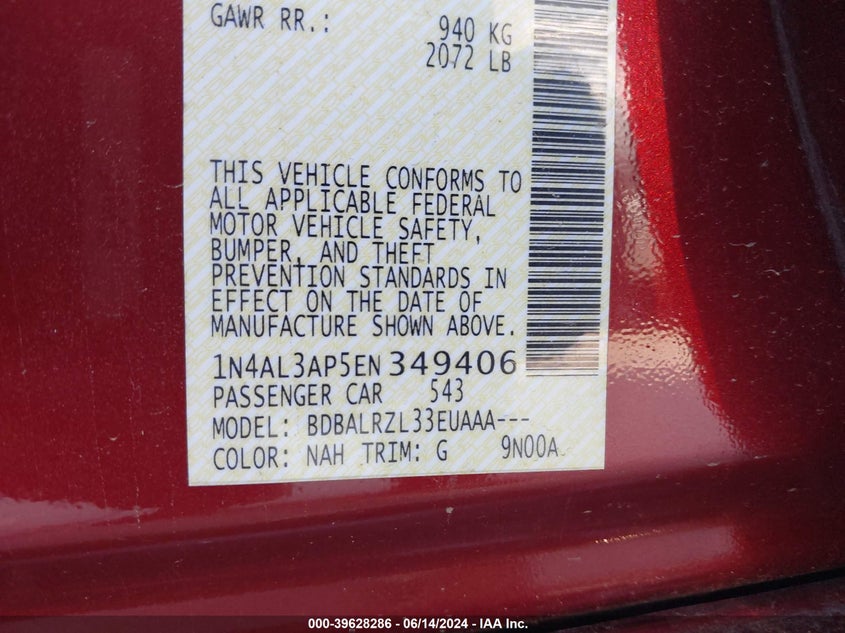 GAWR RR.: 940 KG
2072 LB
THIS VEHICLE CONFORMS TO
ALL APPLICABLE FEDERAL
MOTOR VEHICLE SAFETY,
BUMPER, AND THEFT
PREVENTION STANDARDS IN
EFFECT ON THE DATE OF
MANUFACTURE SHOWN ABOVE.
1N4AL3AP5EN349406
PASSENGER CAR 543
MODEL: BDBALRZL33EUAAA---
COLOR: NAH TRIM: G 9N00A
000-39628286 - 06/14/2024 - IAA Inc.